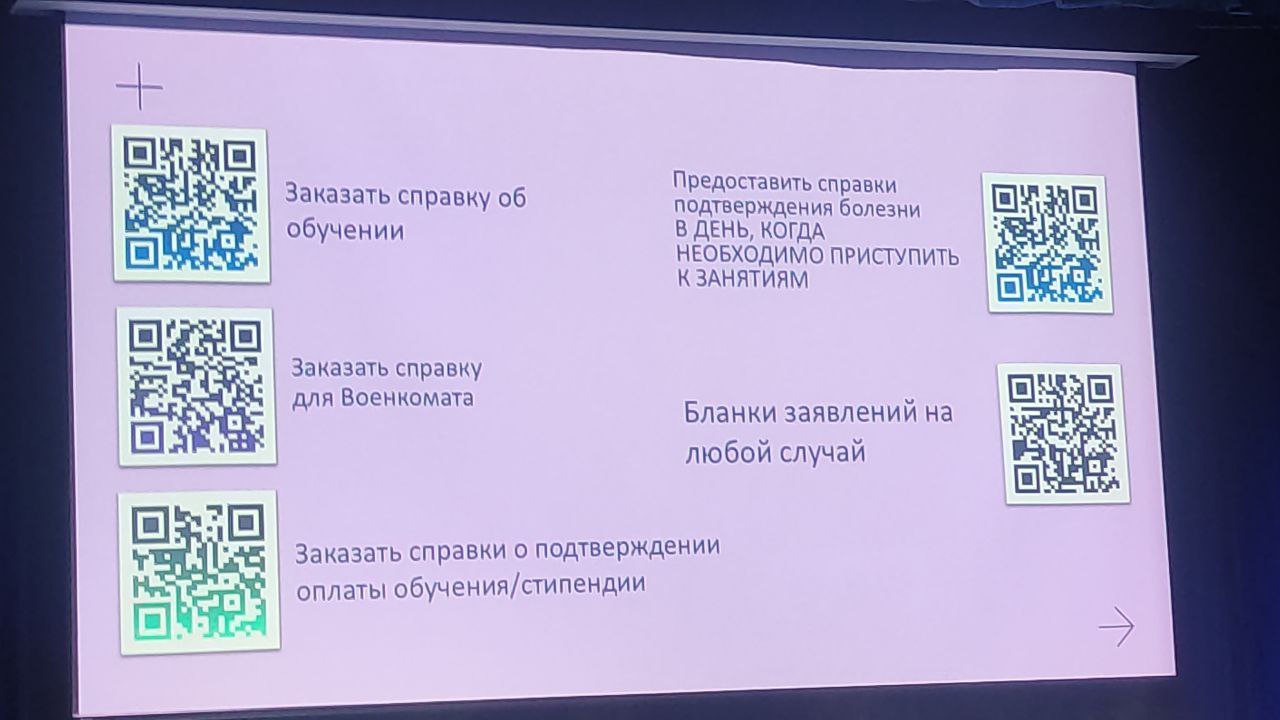 Заказать справку об
обучении
Заказать справку
для Военкомата
Заказать справки о подтверждении
оплаты обучения/стипендии
Предоставить справки
подтверждения болезни
В ДЕНЬ, КОГДА
НЕОБХОДИМО ПРИСТУПИТЬ
К ЗАНЯТИЯМ
Бланки заявлений на
любой случай